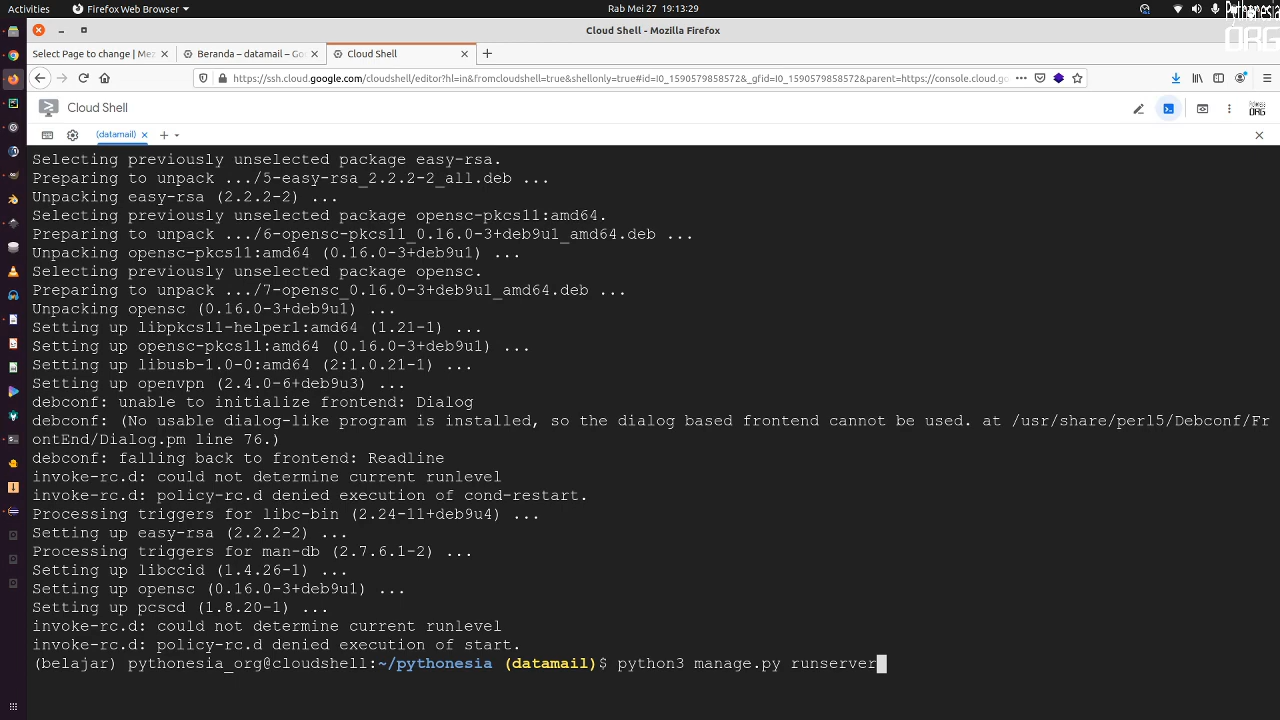 Activities
Firefox Web Browser
Rab Mei 27 19:13:29
Cloud Shell - Mozilla Firefox
ORG
Select Page to change | Mez
Beranda – datamail – Goo
Cloud Shell
https://ssh.cloud.google.com/cloudshell/editor?hl=in&fromcloudshell=true&shellonly=true#id=I0_1590579858572&_gfid=I0_1590579858572&parent=https://console.cloud.go
Cloud Shell
(datamail)
Selecting previously unselected package easy-rsa.
Preparing to unpack .../5-easy-rsa_2.2.2-2_all.deb ...
Unpacking easy-rsa (2.2.2-2) ...
Selecting previously unselected package opensc-pkcs11:amd64.
Preparing to unpack .../6-opensc-pkcs11_0.16.0-3+deb9u1_amd64.deb ...
Unpacking opensc-pkcs11:amd64 (0.16.0-3+deb9u1) ...
Selecting previously unselected package opensc.
Preparing to unpack .../7-opensc_0.16.0-3+deb9u1_amd64.deb ...
Unpacking opensc (0.16.0-3+deb9u1) ...
Setting up libpkcs11-helper1:amd64 (1.21-1) ...
Setting up opensc-pkcs11:amd64 (0.16.0-3+deb9u1) ...
Setting up libusb-1.0-0:amd64 (2:1.0.21-1) ...
Setting up openvpn (2.4.0-6+deb9u3) ...
debconf: unable to initialize frontend: Dialog
debconf: (No usable dialog-like program is installed, so the dialog based frontend cannot be used. at /usr/share/perl5/Debconf/Fr
ontEnd/Dialog.pm line 76.)
debconf: falling back to frontend: Readline
invoke-rc.d: could not determine current runlevel
invoke-rc.d: policy-rc.d denied execution of cond-restart.
Processing triggers for libc-bin (2.24-11+deb9u4) ...
Setting up easy-rsa (2.2.2-2) ...
Processing triggers for man-db (2.7.6.1-2) ...
Setting up libccid (1.4.26-1) ...
Setting up opensc (0.16.0-3+deb9u1) ...
Setting up pcscd (1.8.20-1) ...
invoke-rc.d: could not determine current runlevel
invoke-rc.d: policy-rc.d denied execution of start.
(belajar) pythonesia_org@cloudshell:~/pythonesia (datamail)$ python3 manage.py runserver